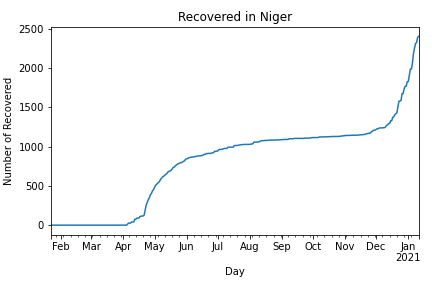 Recovered in Niger
Number of Recovered
2500
2000
1500
1000
500
0
Feb Mar Apr May Jun Jul Aug Sep Oct Nov Dec Jan
2021
Day